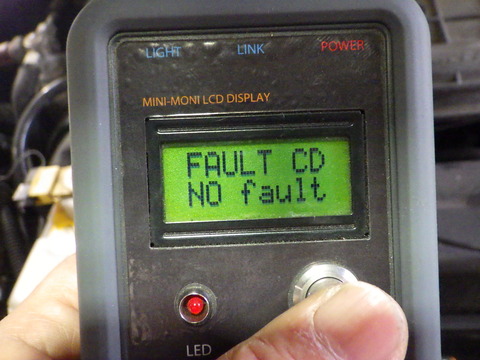 LIGHT LINK POWER
MINI-MONI LCD DISPLAY
FAULT CD
NO fault
LED